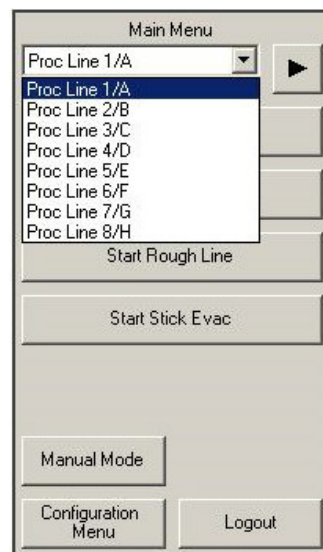 Main Menu
Proc Line 1/A
Proc Line 1/A
Proc Line 2/B
Proc Line 3/C
Proc Line 4/D
Proc Line 5/E
Proc Line 6/F
Proc Line 7/G
Proc Line 8/H
Start Rough Line
Start Stick Evac
Manual Mode
Configuration
Menu
Logout